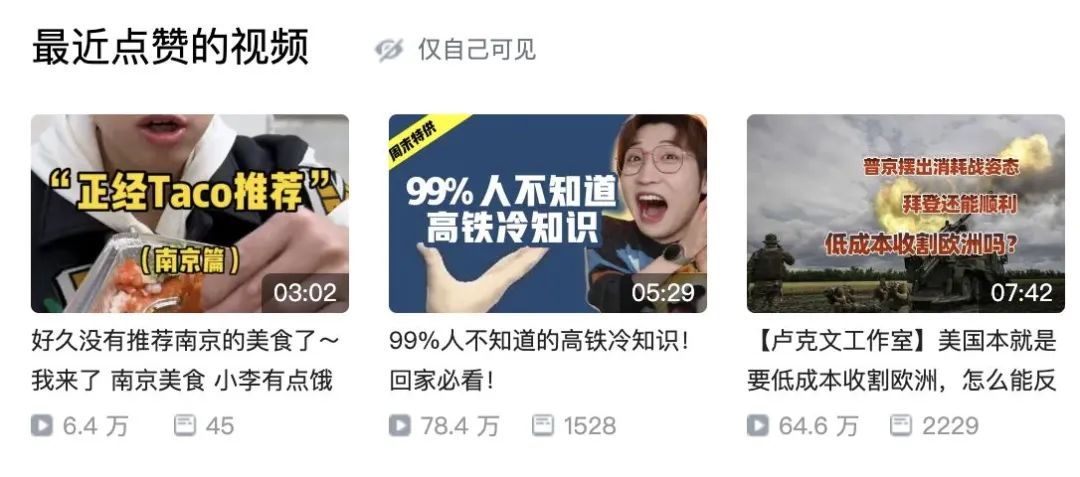 最近点赞的视频
仅自己可见
“正经Taco推荐”
（南京篇）
03:02
好久没有推荐南京的美食了～
我来了 南京美食 小李有点饿
6.4 万
45
周末特供
99%人不知道
高铁冷知识
05:29
99%人不知道的高铁冷知识！
回家必看！
78.4 万
1528
普京摆出消耗战姿态
拜登还能顺利
低成本收割欧洲吗？
07:42
【卢克文工作室】美国本就是
要低成本收割欧洲，怎么能反
64.6 万
2229